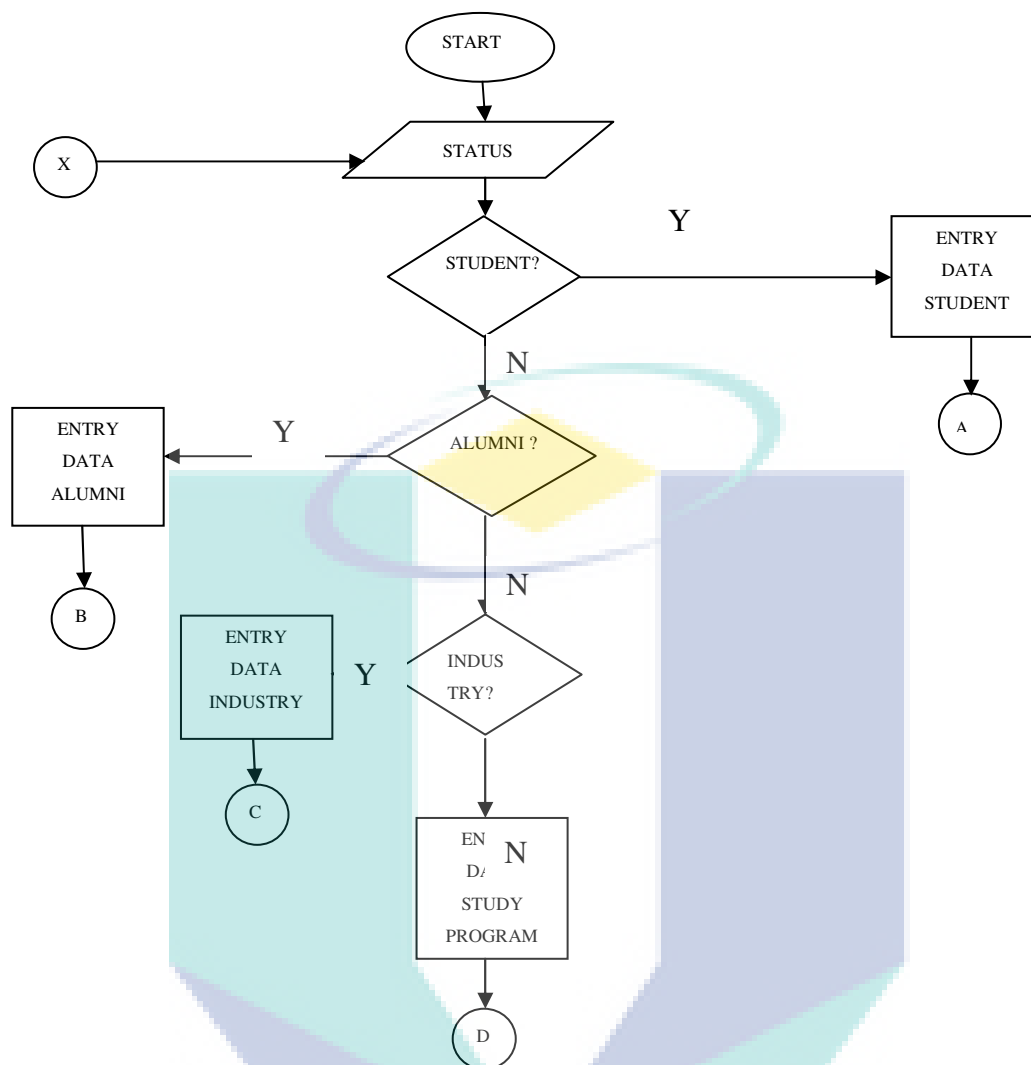 START
X
STATUS
Y
STUDENT?
ENTRY
DATA
STUDENT
N
A
ENTRY
DATA
ALUMNI
Y
ALUMNI ?
B
N
ENTRY
DATA
INDUSTRY
Y
INDUS
TRY?
C
N
STUDY
PROGRAM
D